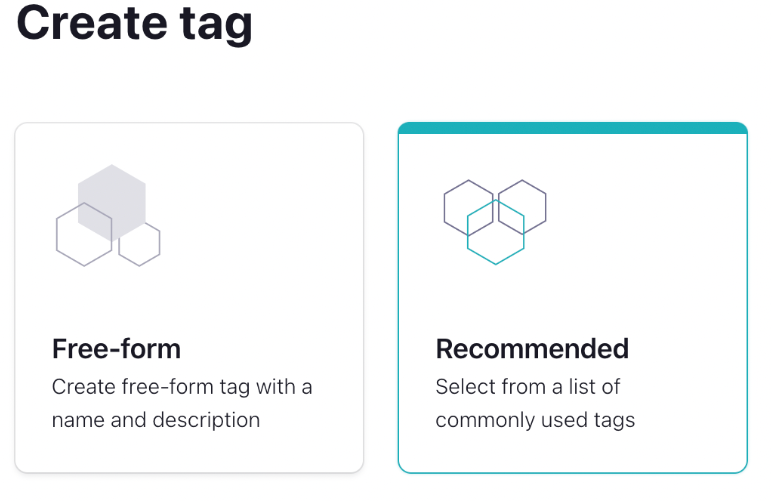 Create tag
Free-form
Create free-form tag with a
name and description
Recommended
Select from a list of
commonly used tags